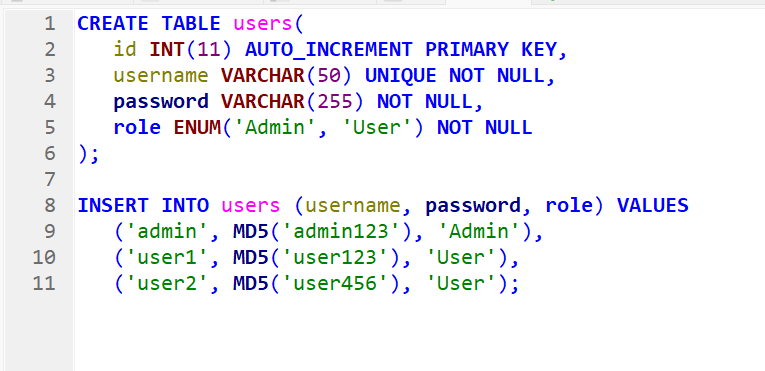 1 CREATE TABLE users(
2 id INT(11) AUTO_INCREMENT PRIMARY KEY,
3 username VARCHAR(50) UNIQUE NOT NULL,
4 password VARCHAR(255) NOT NULL,
5 role ENUM('Admin', 'User') NOT NULL
6 );
7
8 INSERT INTO users (username, password, role) VALUES
9 ('admin', MD5('admin123'), 'Admin'),
10 ('user1', MD5('user123'), 'User'),
11 ('user2', MD5('user456'), 'User');